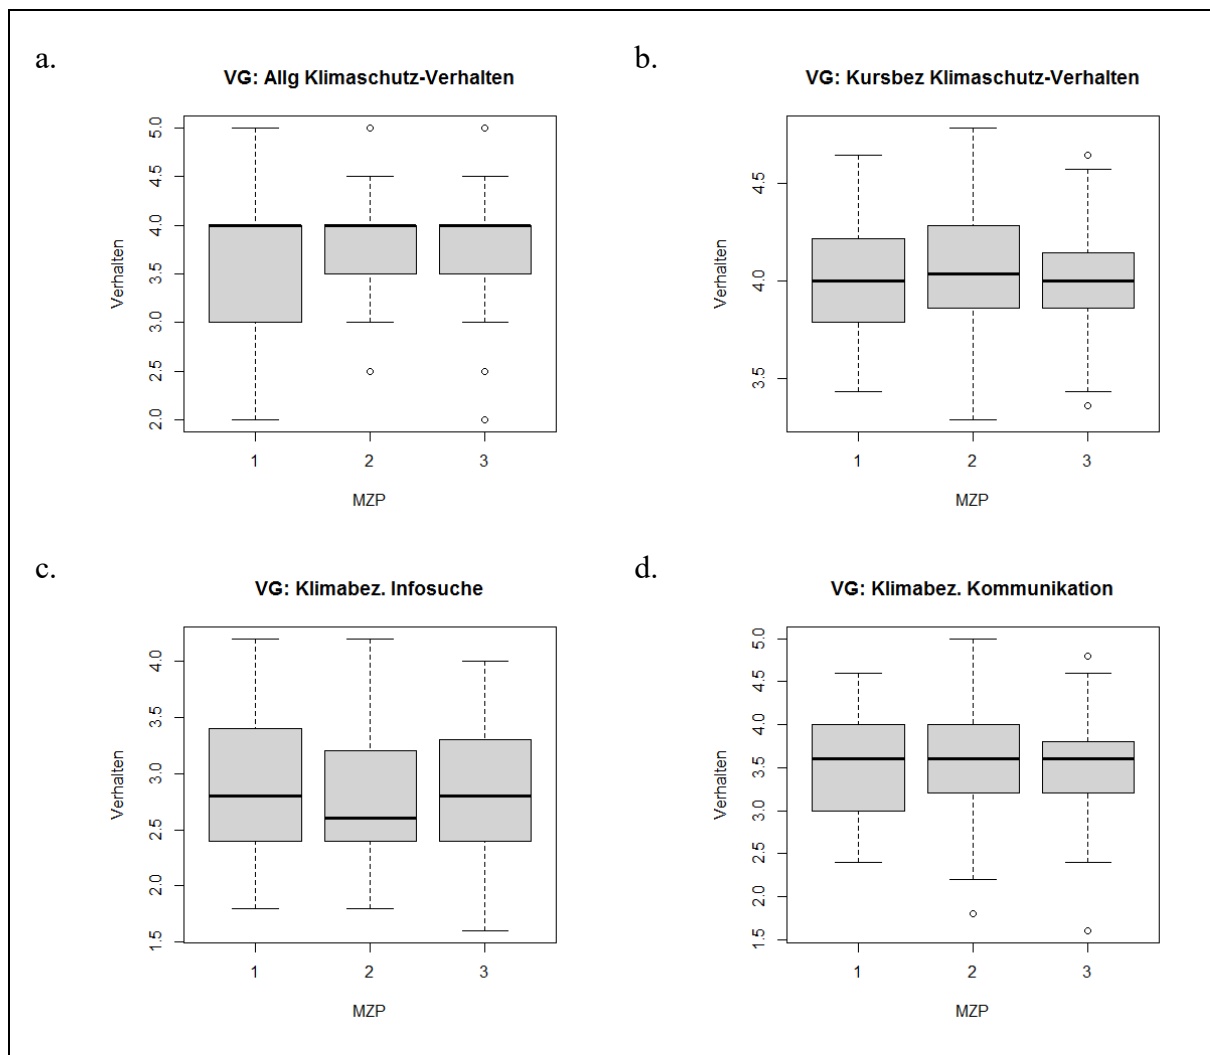 a.
VG: Allg Klimaschutz-Verhalten
Verhalten
5.0
4.5
4.0
3.5
3.0
2.5
2.0
1 2 3
MZP
b.
VG: Kursbez Klimaschutz-Verhalten
Verhalten
4.5
4.0
3.5
1 2 3
MZP
c.
VG: Klimabez. Infosuche
Verhalten
4.0
3.5
3.0
2.5
2.0
1.5
1 2 3
MZP
d.
VG: Klimabez. Kommunikation
Verhalten
5.0
4.5
4.0
3.5
3.0
2.5
2.0
1.5
1 2 3
MZP